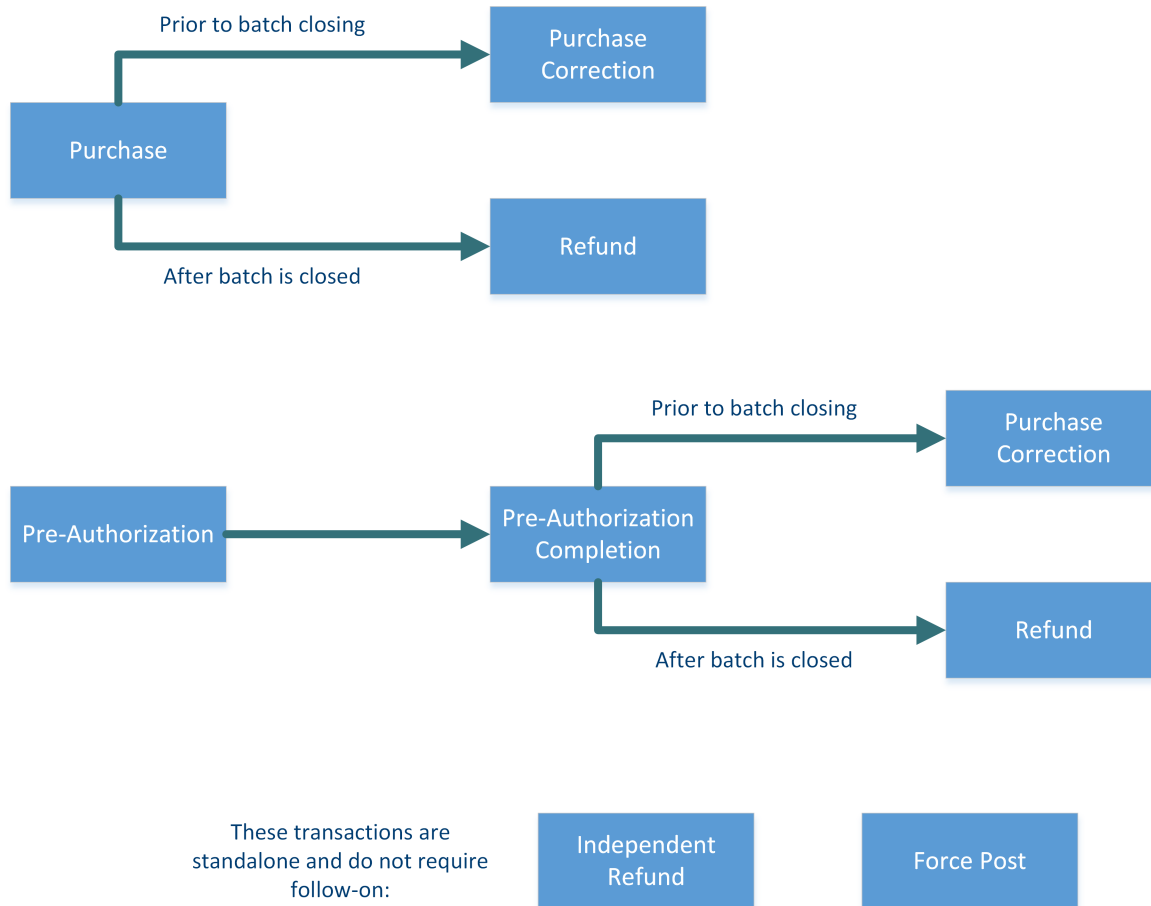 Prior to batch closing
Purchase
Correction
Purchase
Refund
After batch is closed
Prior to batch closing
Purchase
Correction
Pre-Authorization
Pre-Authorization
Completion
Refund
After batch is closed
These transactions are
standalone and do not require
follow-on:
Independent
Refund
Force Post